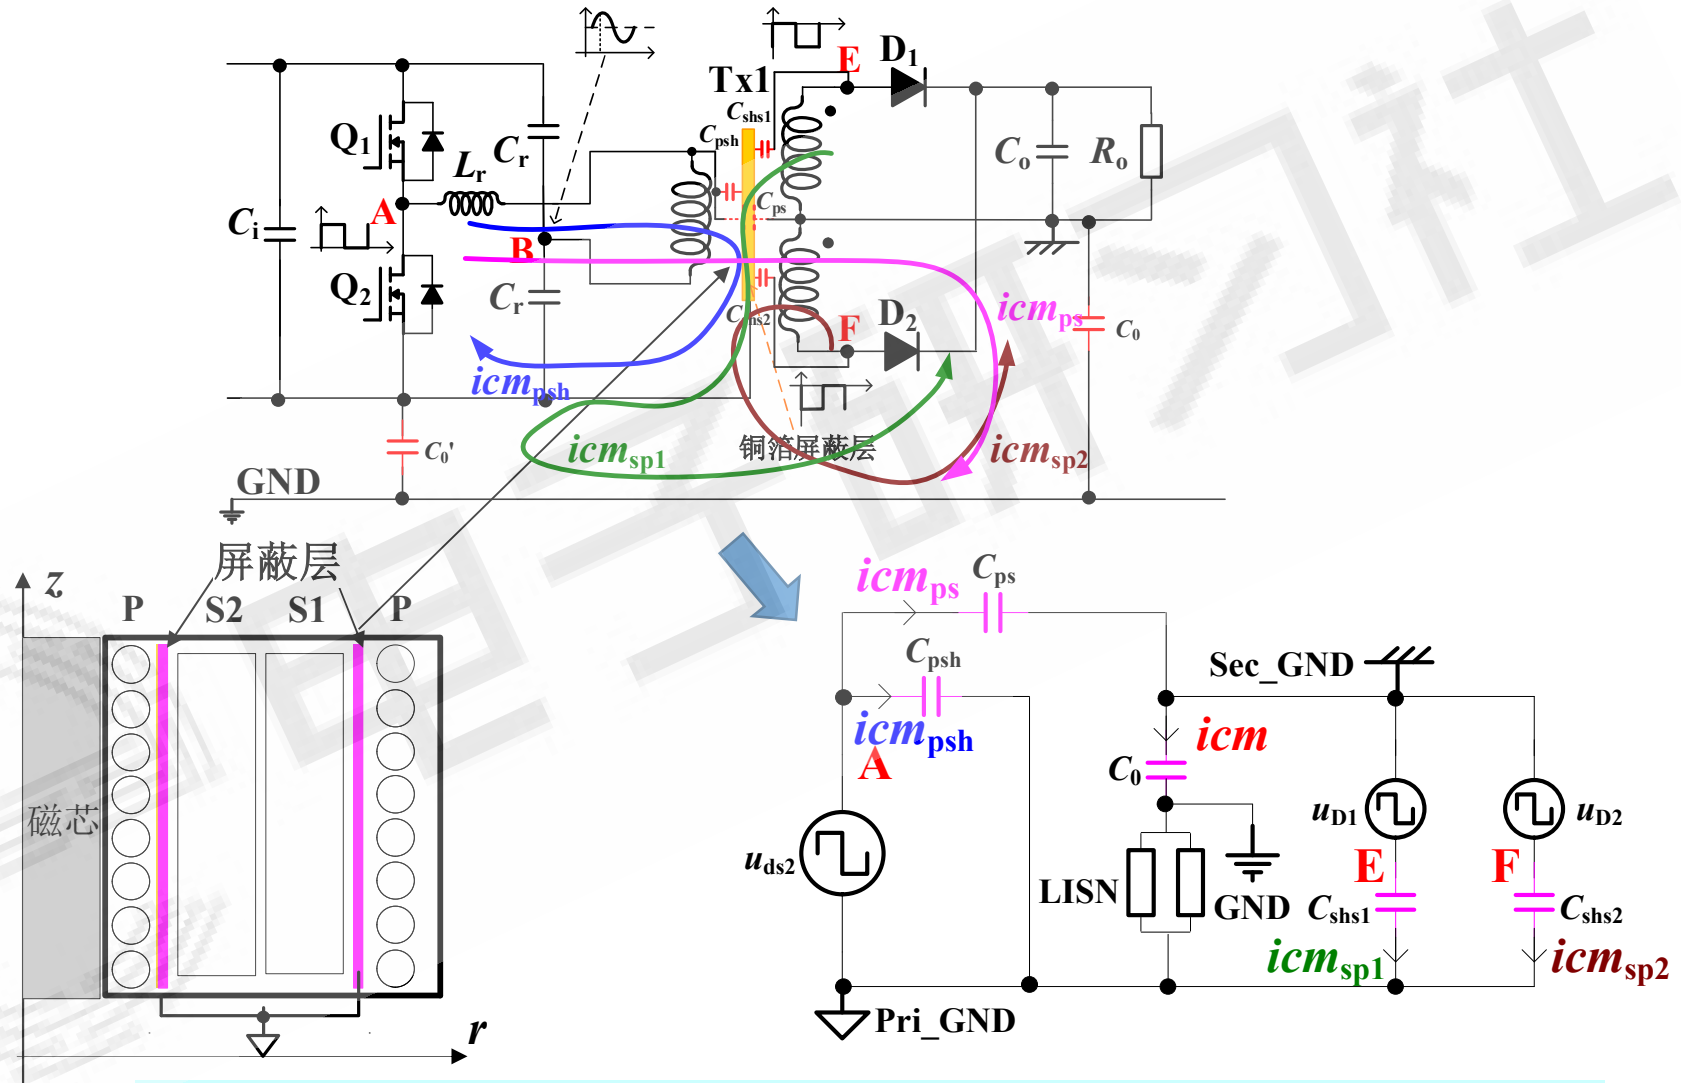 E
D1
Tx1
Cshs1
Q1
Cr
Cpsh
Lr
Co
Ro
A
Ci
Cps
B
Q2
Cr
icmps
C0
F
D2
icmpsh
铜箔屏蔽层
icmsp1
icmsp2
C0'
GND
屏蔽层
z
P
S2
S1
P
磁芯
r
icmps
Cps
Cpsh
Sec_GND
icmpsh
A
icm
C0
uds2
uD1
uD2
E
F
LISN
GND
Cshs1
Cshs2
icmsp1
icmsp2
Pri_GND